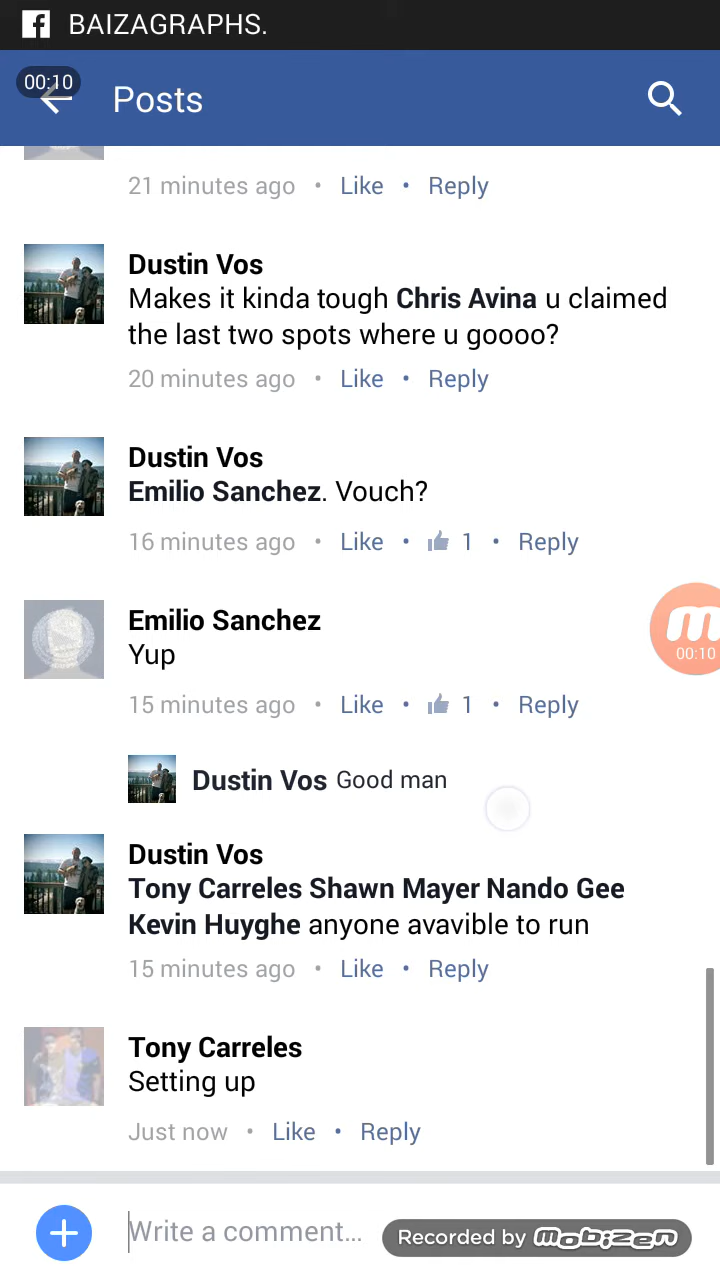 BAIZAGRAPHS.
00:10
Posts
21 minutes ago • Like • Reply
Dustin Vos
Makes it kinda tough Chris Avina u claimed
the last two spots where u goooo?
20 minutes ago • Like • Reply
Dustin Vos
Emilio Sanchez. Vouch?
16 minutes ago • Like • 1 • Reply
Emilio Sanchez
Yup
00:10
15 minutes ago • Like • 1 • Reply
Dustin Vos Good man
Dustin Vos
Tony Carreles Shawn Mayer Nando Gee
Kevin Huyghe anyone avavible to run
15 minutes ago • Like • Reply
Tony Carreles
Setting up
Just now • Like • Reply
Write a comment...
Recorded by mobizen